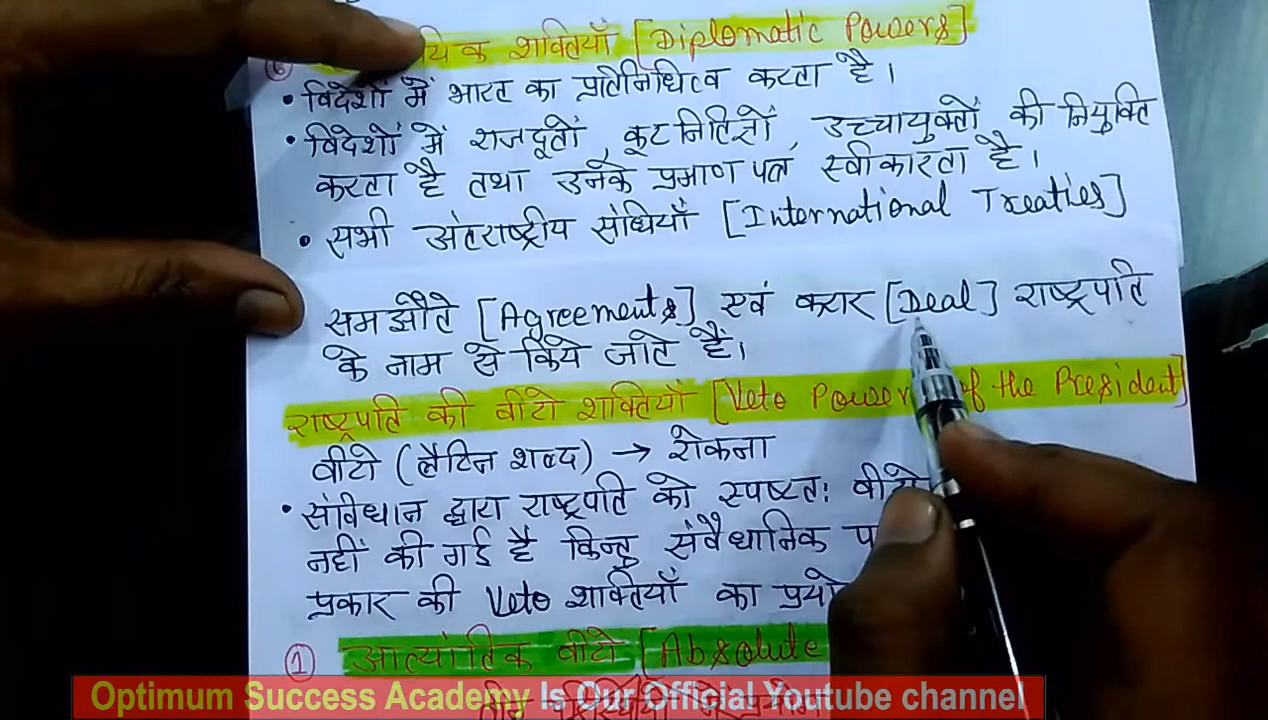 शक्तियाँ [Diplomatic Powers]
• विदेशों में भारत का प्रतिनिधित्व करता है।
• विदेशों में राजदूतों, कूटनितिज्ञों, उच्चायुक्तों की नियुक्ति
करता है तथा उनके प्रमाण पत्र स्वीकारता है।
• सभी अंतराष्ट्रीय संधियाँ [International Treaties]
समझौते [Agreements] एवं करार [Deal] राष्ट्रपति
के नाम से किये जाते हैं।
राष्ट्रपति की वीटो शक्तियाँ [Veto Power of the President]
वीटो (लैटिन शब्द) → रोकना
• संविधान द्वारा राष्ट्रपति को स्पष्टतः वीटो
नहीं की गई है किन्तु संवैधानिक
प्रकार की Veto शक्तियाँ का
① आत्यांतिक वीटो [Absolute
Optimum Success Academy Is Our Official Youtube channel